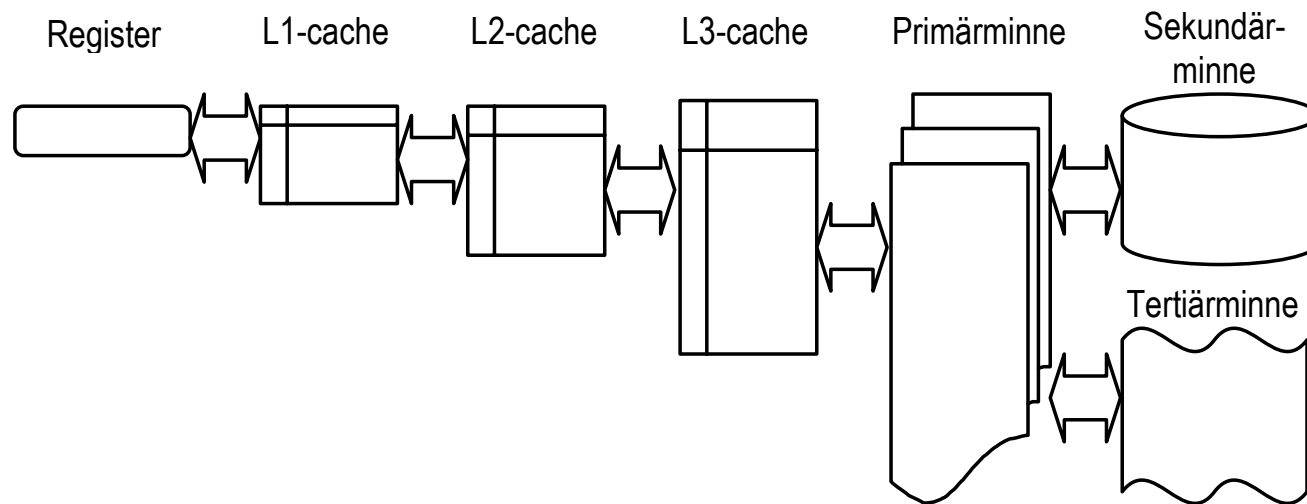 Register
L1-cache
L2-cache
L3-cache
Primärminne
Sekundär-
minne
Tertiärminne